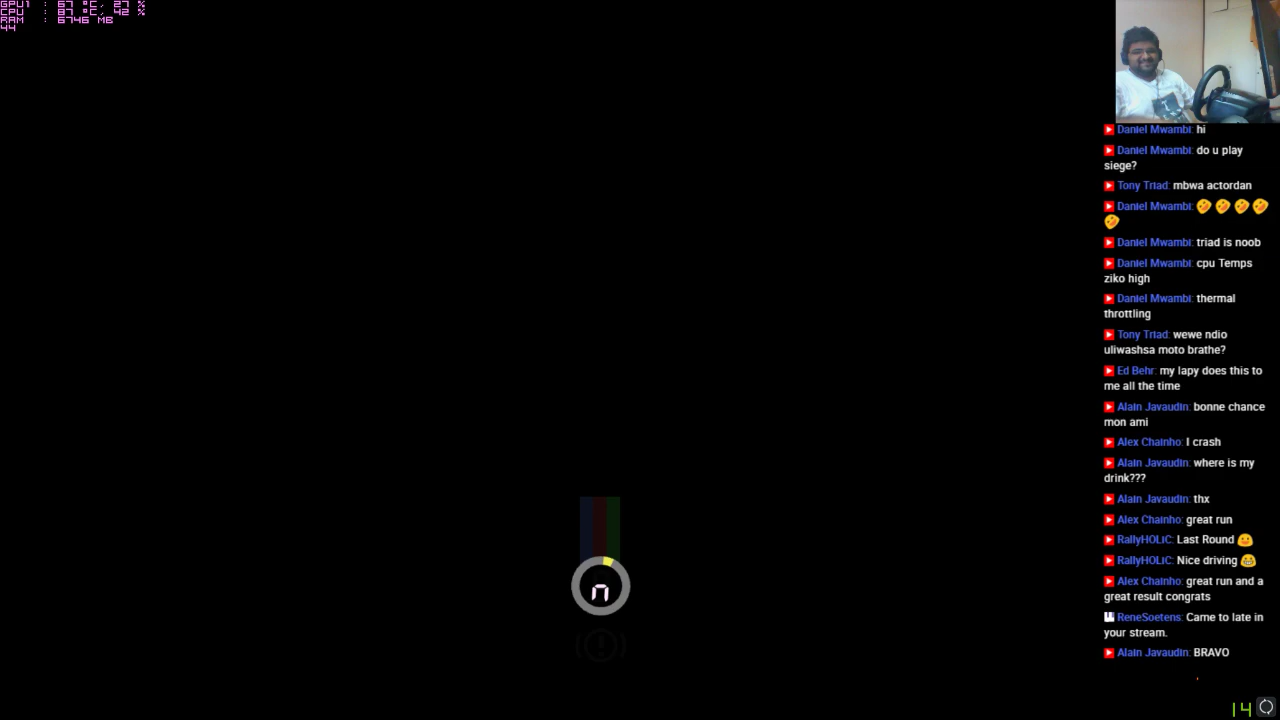 GPU1 : 67 °C, 27 %
CPU : 87 °C, 42 %
RAM : 6746 MB
44
Daniel Mwambi: hi
Daniel Mwambi: do u play
siege?
Tony Triad: mbwa actordan
Daniel Mwambi: 🤣 🤣 🤣 🤣
🤣
Daniel Mwambi: triad is noob
Daniel Mwambi: cpu Temps
ziko high
Daniel Mwambi: thermal
throttling
Tony Triad: wewe ndio
uliwashsa moto brathe?
Ed Behr: my lapy does this to
me all the time
Alain Javaudin: bonne chance
mon ami
Alex Chainho: I crash
Alain Javaudin: where is my
drink???
Alain Javaudin: thx
Alex Chainho: great run
RallyHOLiC: Last Round 🙂
RallyHOLiC: Nice driving 😁
Alex Chainho: great run and a
great result congrats
ReneSoetens: Came to late in
your stream.
Alain Javaudin: BRAVO
n
14